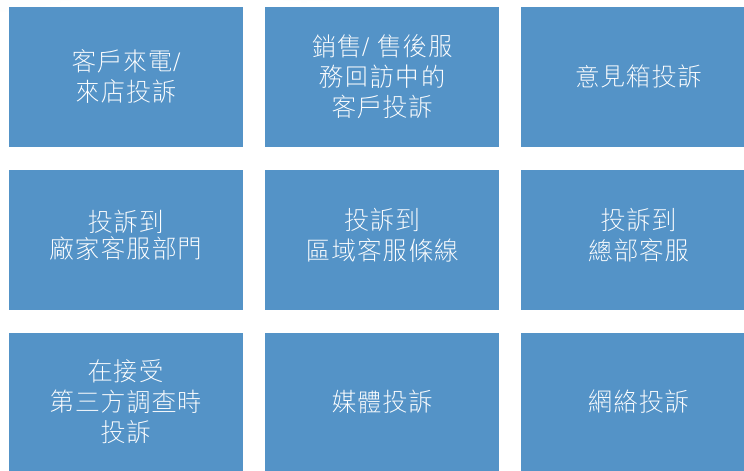 客戶來電/
來店投訴
銷售/ 售後服
務回訪中的
客戶投訴
意見箱投訴
投訴到
廠家客服部門
投訴到
區域客服條線
投訴到
總部客服
在接受
第三方調查時
投訴
媒體投訴
網絡投訴